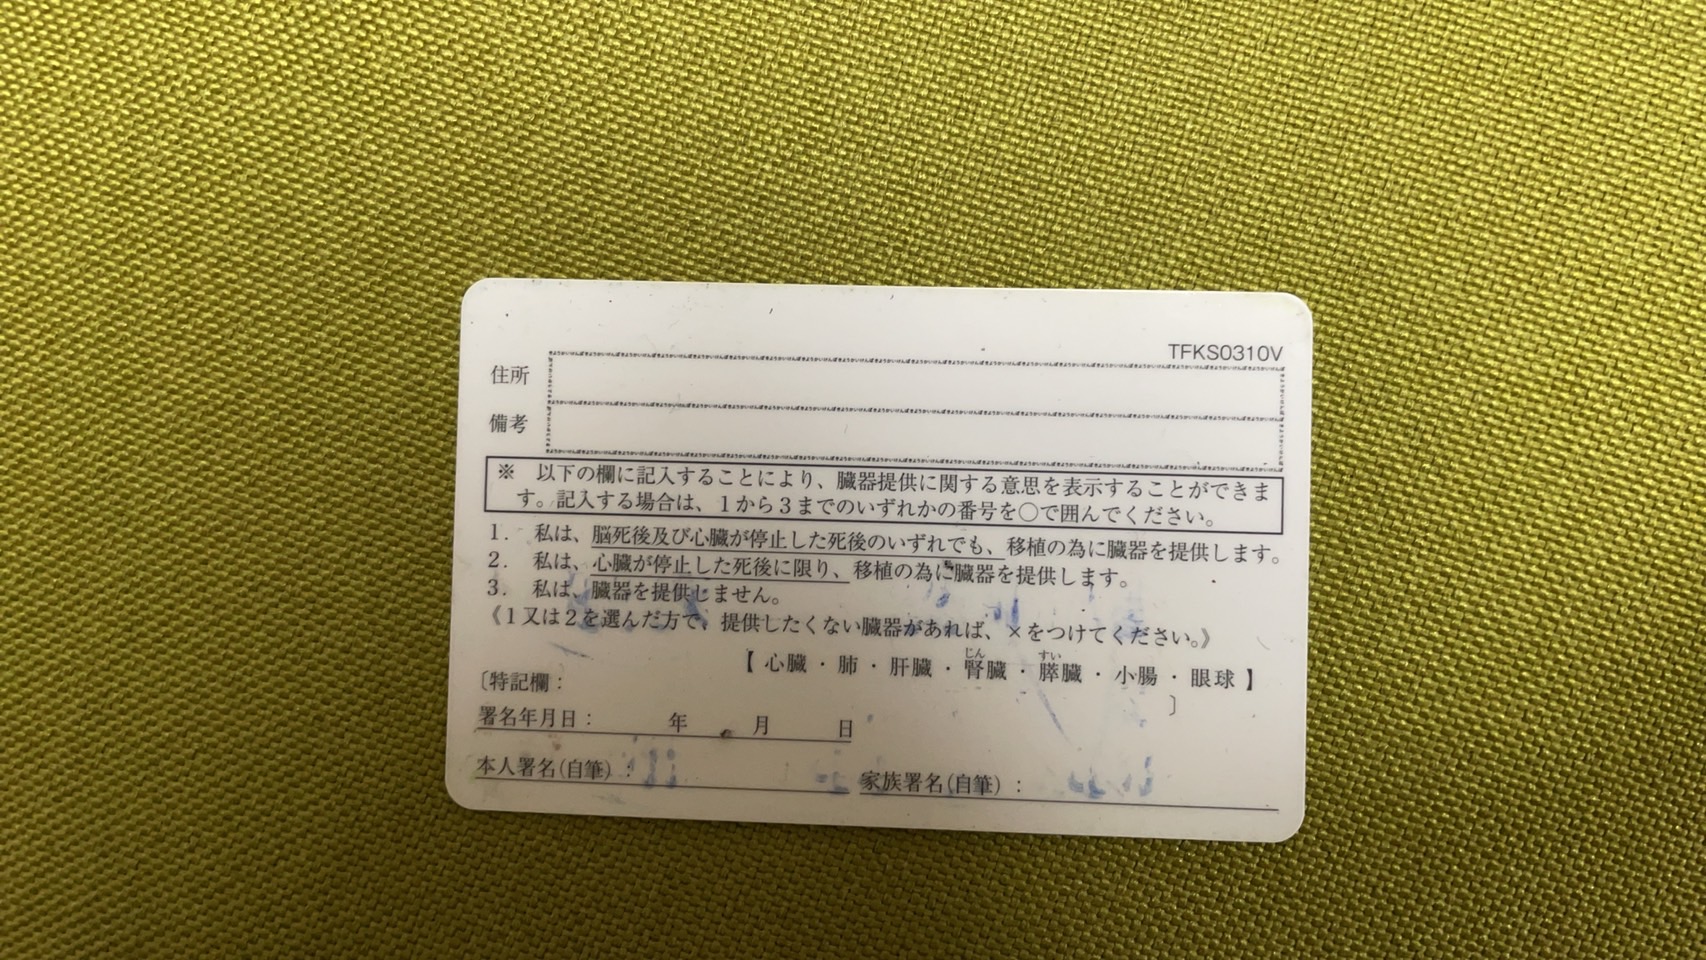 TFKS0310V
住所
備考
※ 以下の欄に記入することにより、臓器提供に関する意思を表示することができま
す。記入する場合は、1から3までのいずれかの番号を〇で囲んでください。
1. 私は、脳死後及び心臓が停止した死後のいずれでも、移植の為に臓器を提供します。
2. 私は、心臓が停止した死後に限り、移植の為に臓器を提供します。
3. 私は、臓器を提供しません。
《1又は2を選んだ方で、提供したくない臓器があれば、×をつけてください。》
じん すい
【 心臓・肺・肝臓・腎臓・膵臓・小腸・眼球 】
〔特記欄: 〕
署名年月日: 年 月 日
本人署名(自筆): 家族署名(自筆):